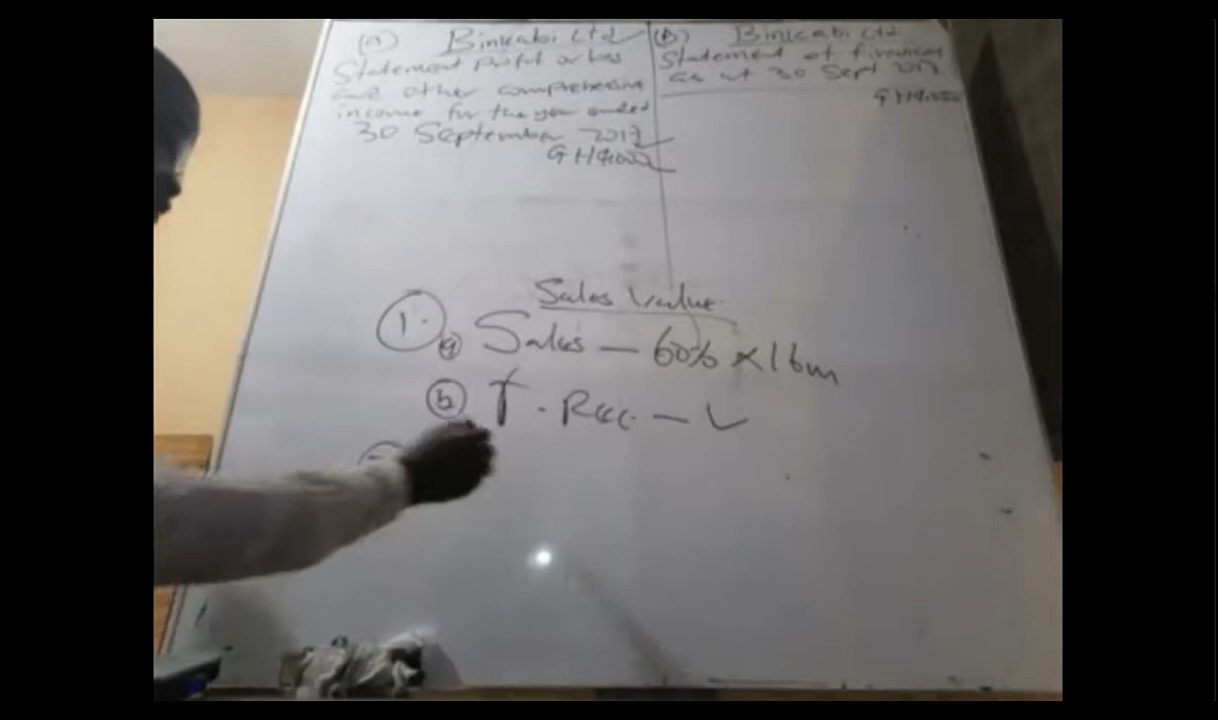 (a) Binkabi Ltd
Statement Profit or loss
and other comprehensive
income for the year ended
30 September 2017
GH¢000
(b) Binkabi Ltd
Statement of finances
as at 30 Sept 2017
GH¢000
Sales Value
1. (a) Sales – 60% × 16m
(b) T. Rec. –